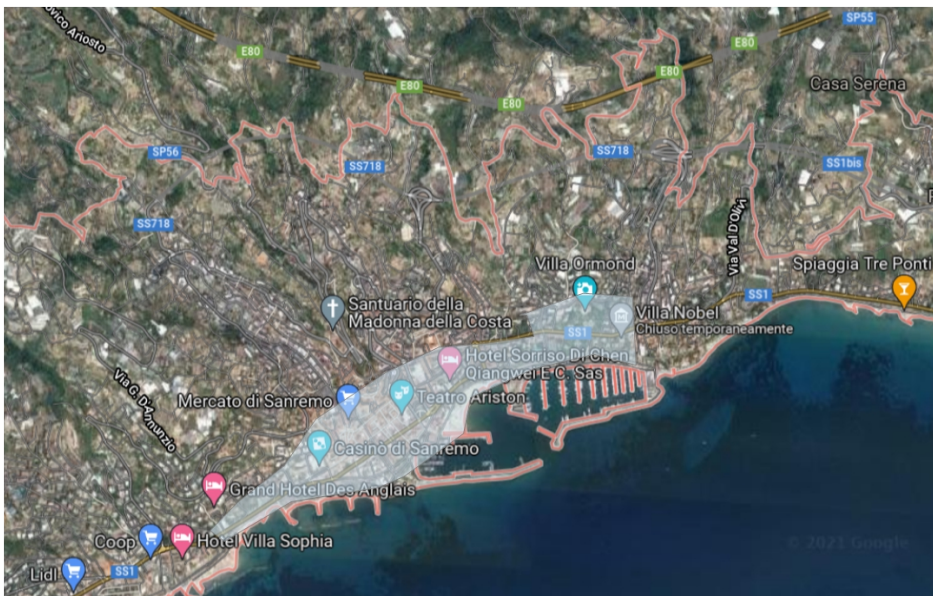 SP55
ovico Ariosto
E80
E80
E80
E80
E80
Casa Serena
SP56
SS718
SS718
SS1bis
SS718
Via Val D'Olivi
Villa Ormond
Spiaggia Tre Ponti
SS1
Santuario della
Madonna della Costa
Villa Nobel
Chiuso temporaneamente
SS1
Hotel Sorriso Di Chen
Qiangwei E C. Sas
Via G. D'Annunzio
Mercato di Sanremo
Teatro Ariston
Casinò di Sanremo
Grand Hotel Des Anglais
Coop
Hotel Villa Sophia
Lidl
SS1
© 2021 Google